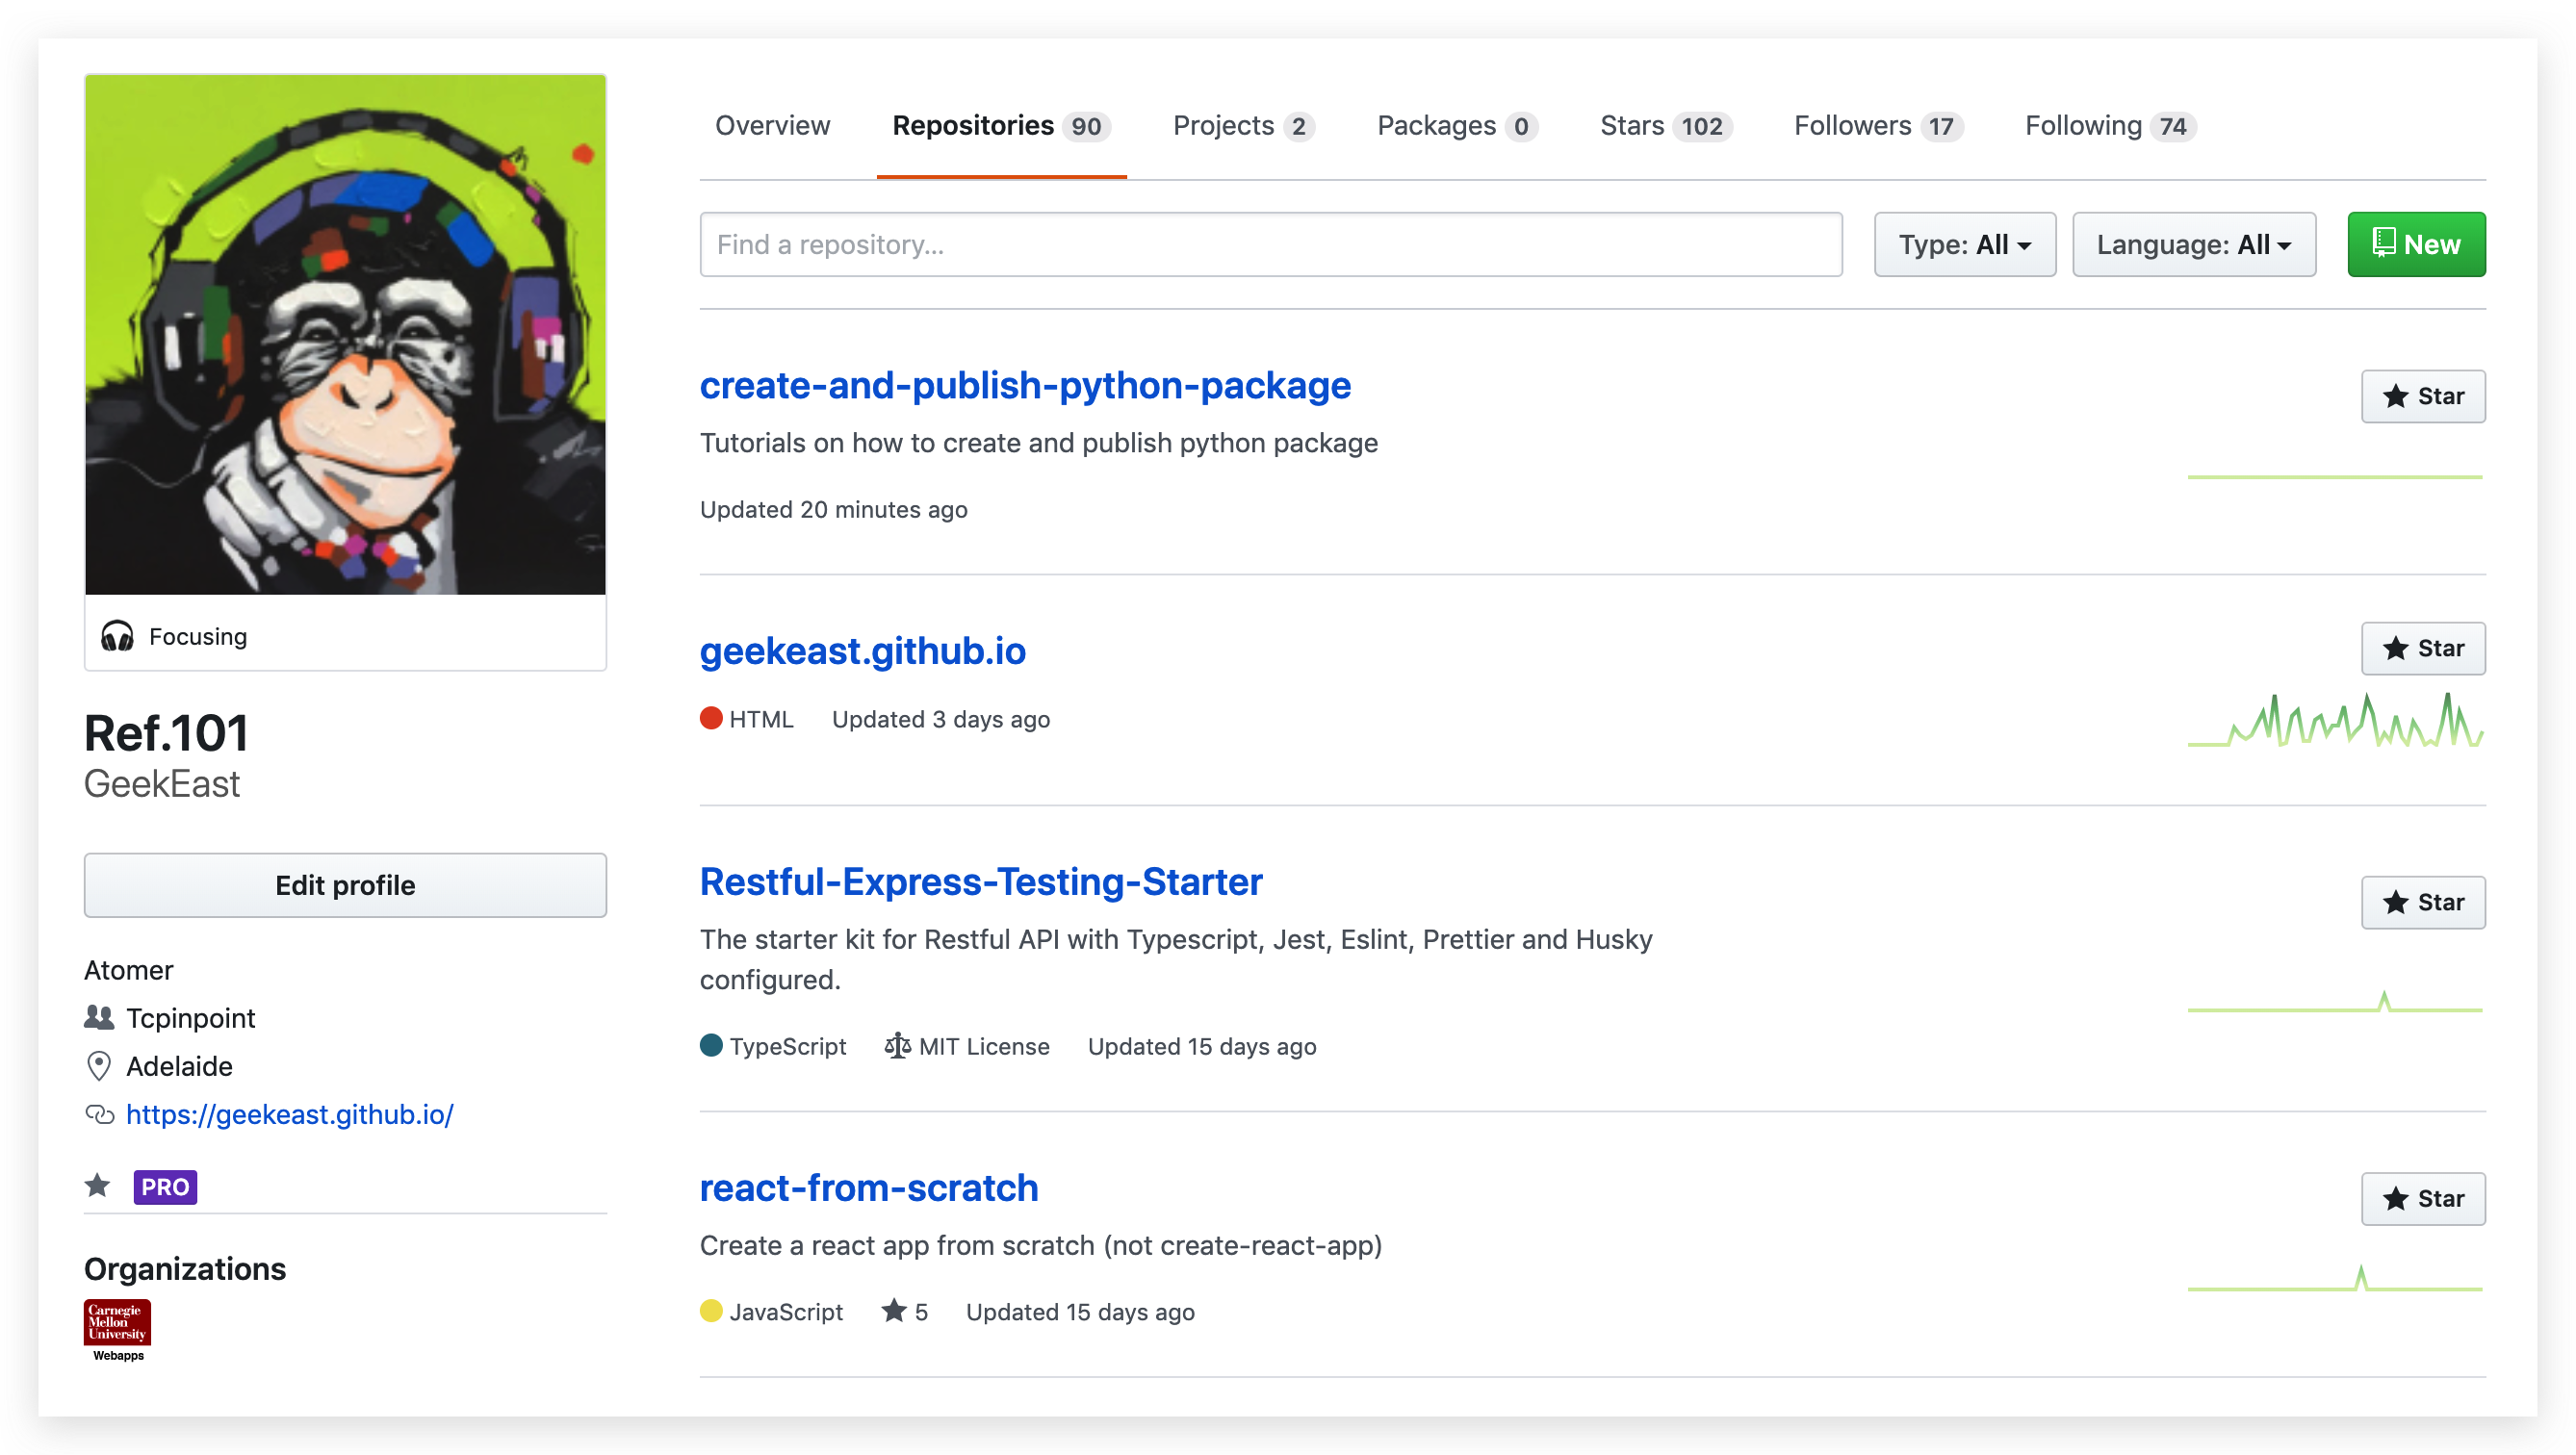 Overview Repositories 90 Projects 2 Packages 0 Stars 102 Followers 17 Following 74
Find a repository... Type: All Language: All New
Focusing
Ref.101
GeekEast
Edit profile
Atomer
Tcpinpoint
Adelaide
https://geekeast.github.io/
PRO
Organizations
Carnegie
Mellon
University
Webapps
create-and-publish-python-package Star
Tutorials on how to create and publish python package
Updated 20 minutes ago
geekeast.github.io Star
HTML Updated 3 days ago
Restful-Express-Testing-Starter Star
The starter kit for Restful API with Typescript, Jest, Eslint, Prettier and Husky
configured.
TypeScript MIT License Updated 15 days ago
react-from-scratch Star
Create a react app from scratch (not create-react-app)
JavaScript 5 Updated 15 days ago